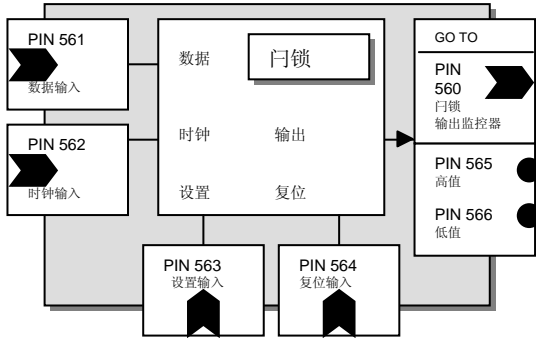 PIN 561
数据输入
PIN 562
时钟输入
数据
闩锁
时钟
输出
设置
复位
GO TO
PIN
560
闩锁
输出监控器
PIN 565
高值
PIN 566
低值
PIN 563
设置输入
PIN 564
复位输入